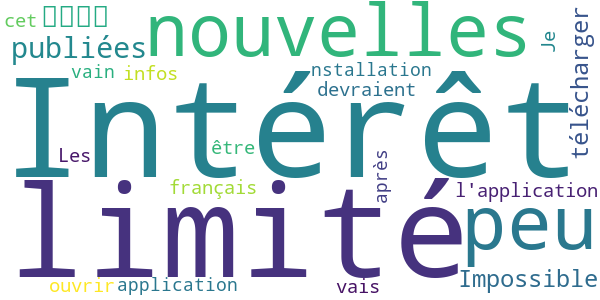 cet
nouvelles
publiées
Je
télécharger
vain
infos
nstallation
devraient
Intérêt
Les
être
après
français
l'application
limité
peu
Impossible
ouvrir
application
vais